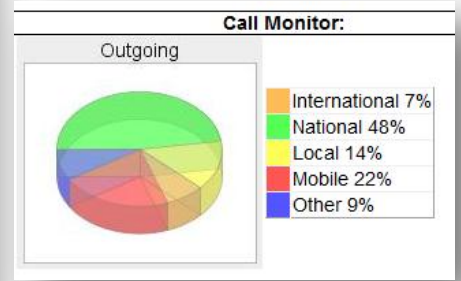 Call Monitor:
Outgoing
International 7%
National 48%
Local 14%
Mobile 22%
Other 9%